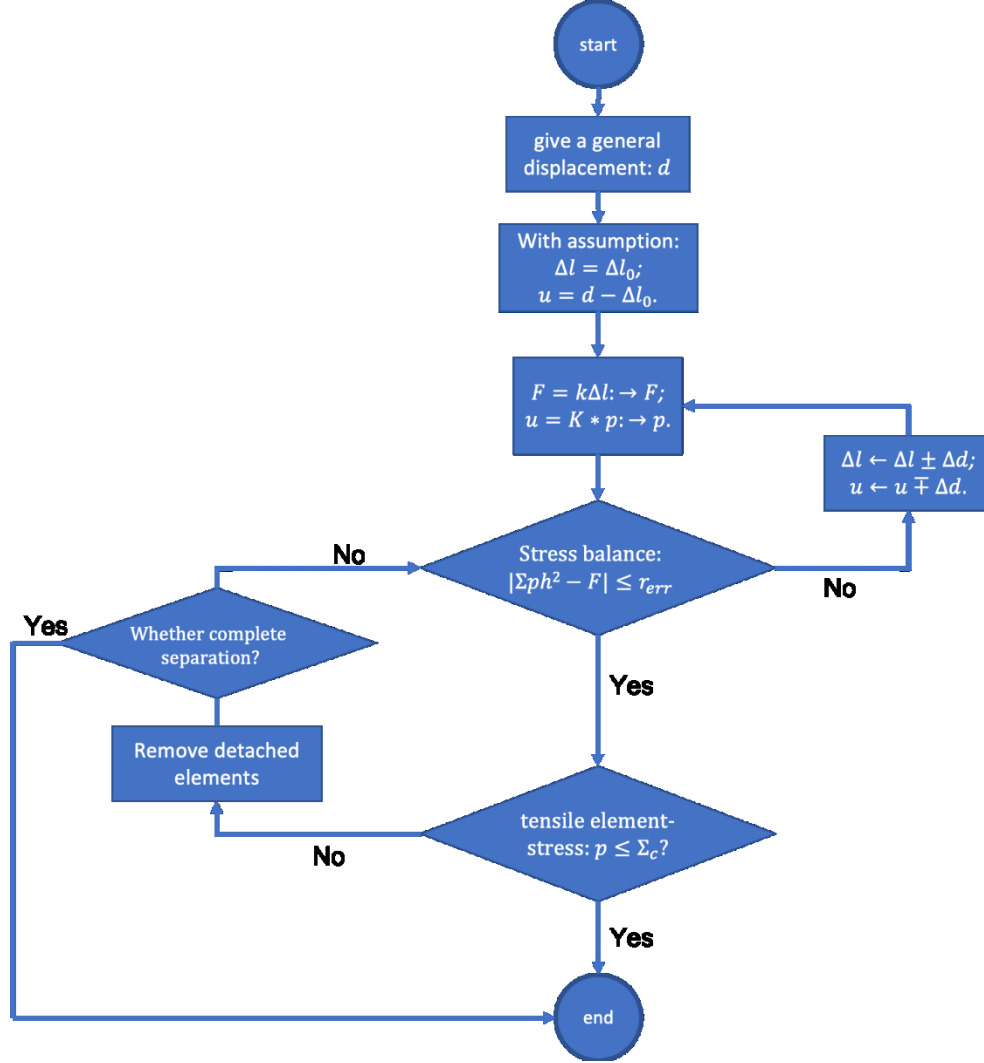 start
give a general
displacement: d
With assumption:
Δl = Δl₀;
u = d − Δl₀.
F = kΔl: → F;
u = K * p: → p.
Δl ← Δl ± Δd;
u ← u ∓ Δd.
Stress balance:
|Σph² − F| ≤ r_err
No
No
Yes
Whether complete
separation?
Yes
Remove detached
elements
tensile element-
stress: p ≤ Σ_c?
No
Yes
end